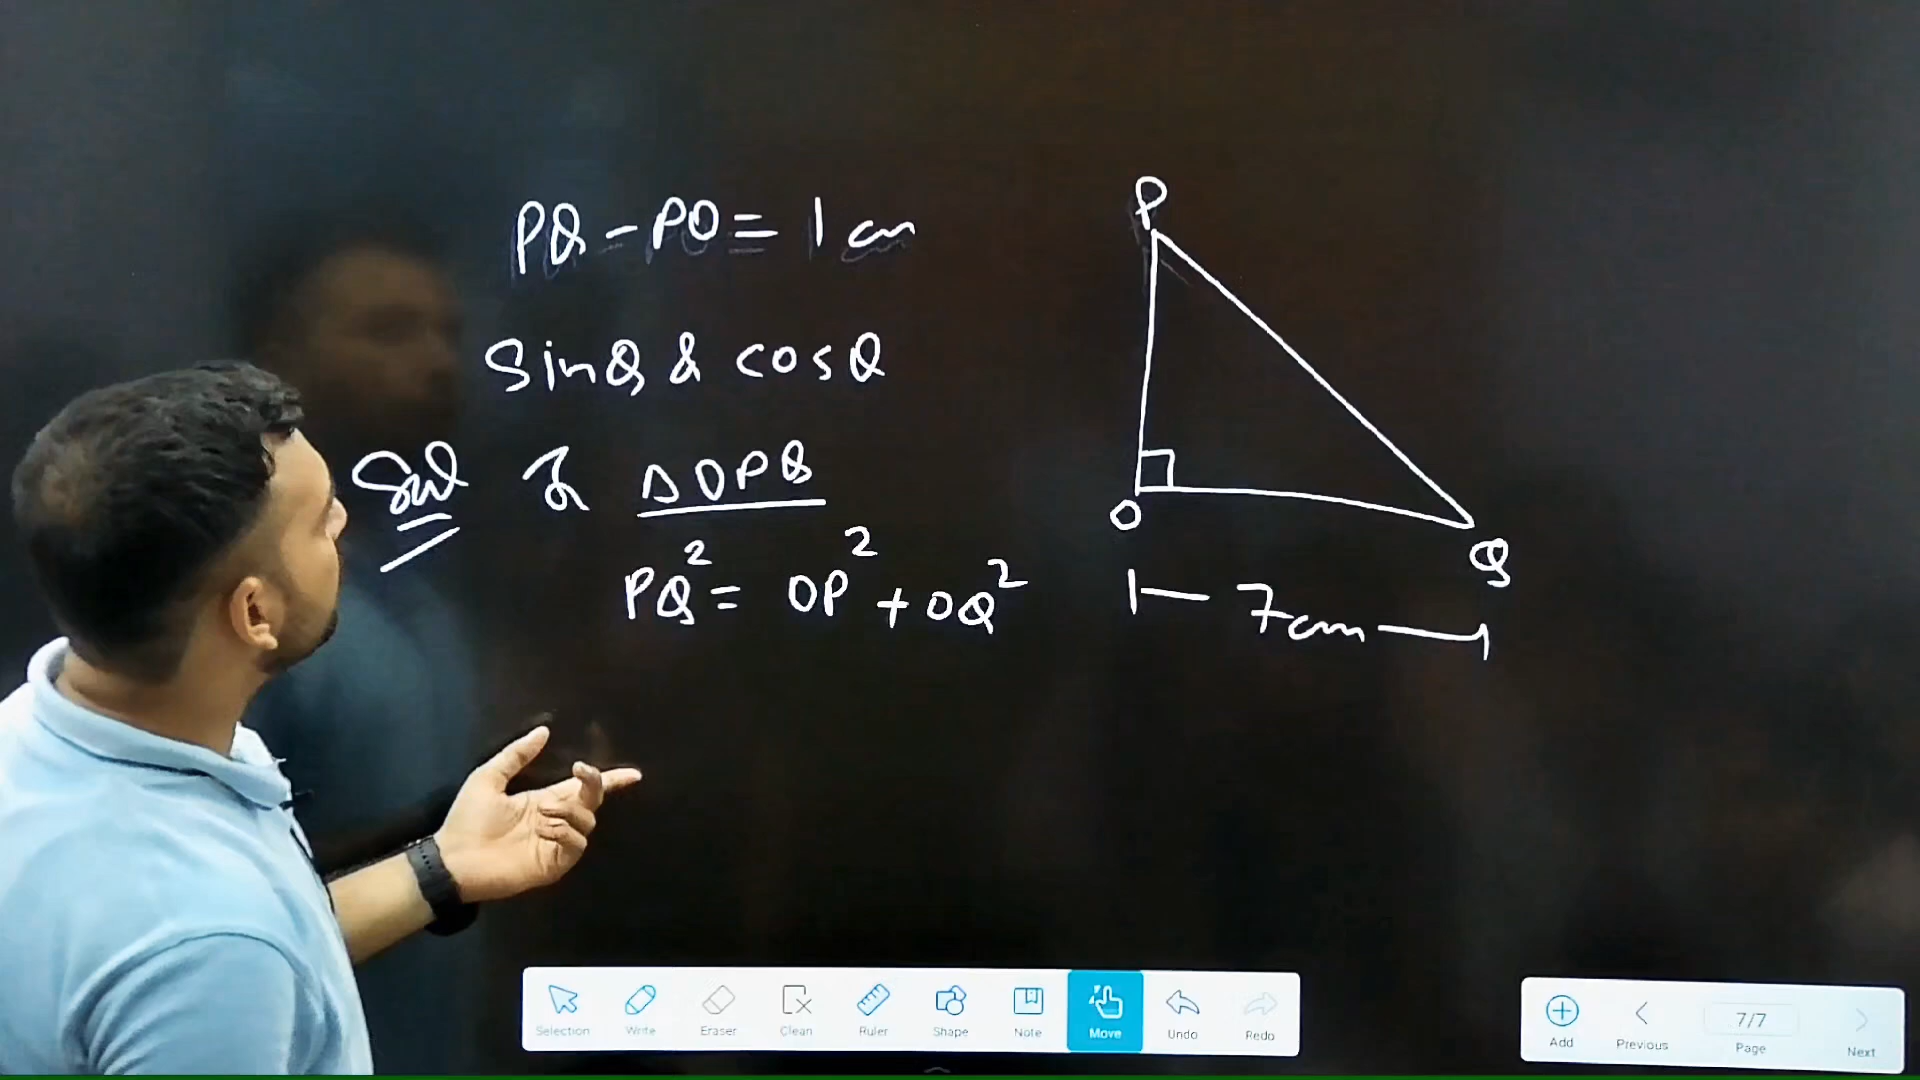 PQ - PO = 1 cm
sinQ & cosQ
Sol In ΔOPQ
PQ² = OP² + OQ²
P
O
Q
7cm
Selection Write Eraser Clean Ruler Shape Note Move Undo Redo
Add Previous 7/7 Page Next